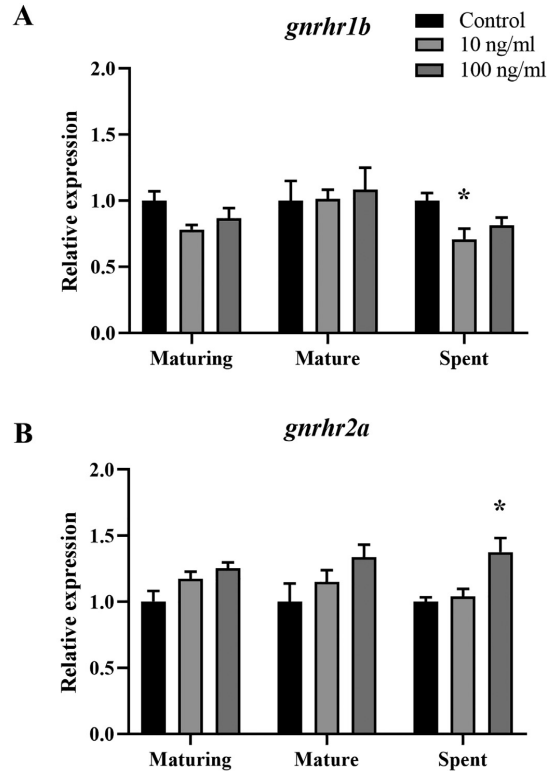 A
gnrhr1b
Control
10 ng/ml
100 ng/ml
Relative expression
2.0
1.5
1.0
0.5
0.0
*
Maturing Mature Spent
B
gnrhr2a
Relative expression
2.0
1.5
1.0
0.5
0.0
*
Maturing Mature Spent